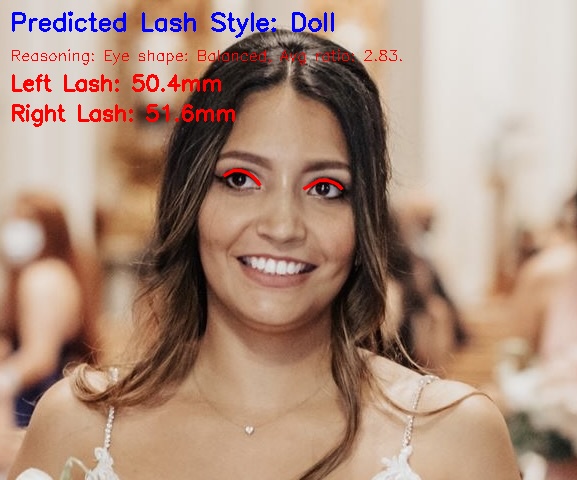 Predicted Lash Style: Doll
Reasoning: Eye shape: Balanced, Avg ratio: 2.83.
Left Lash: 50.4mm
Right Lash: 51.6mm